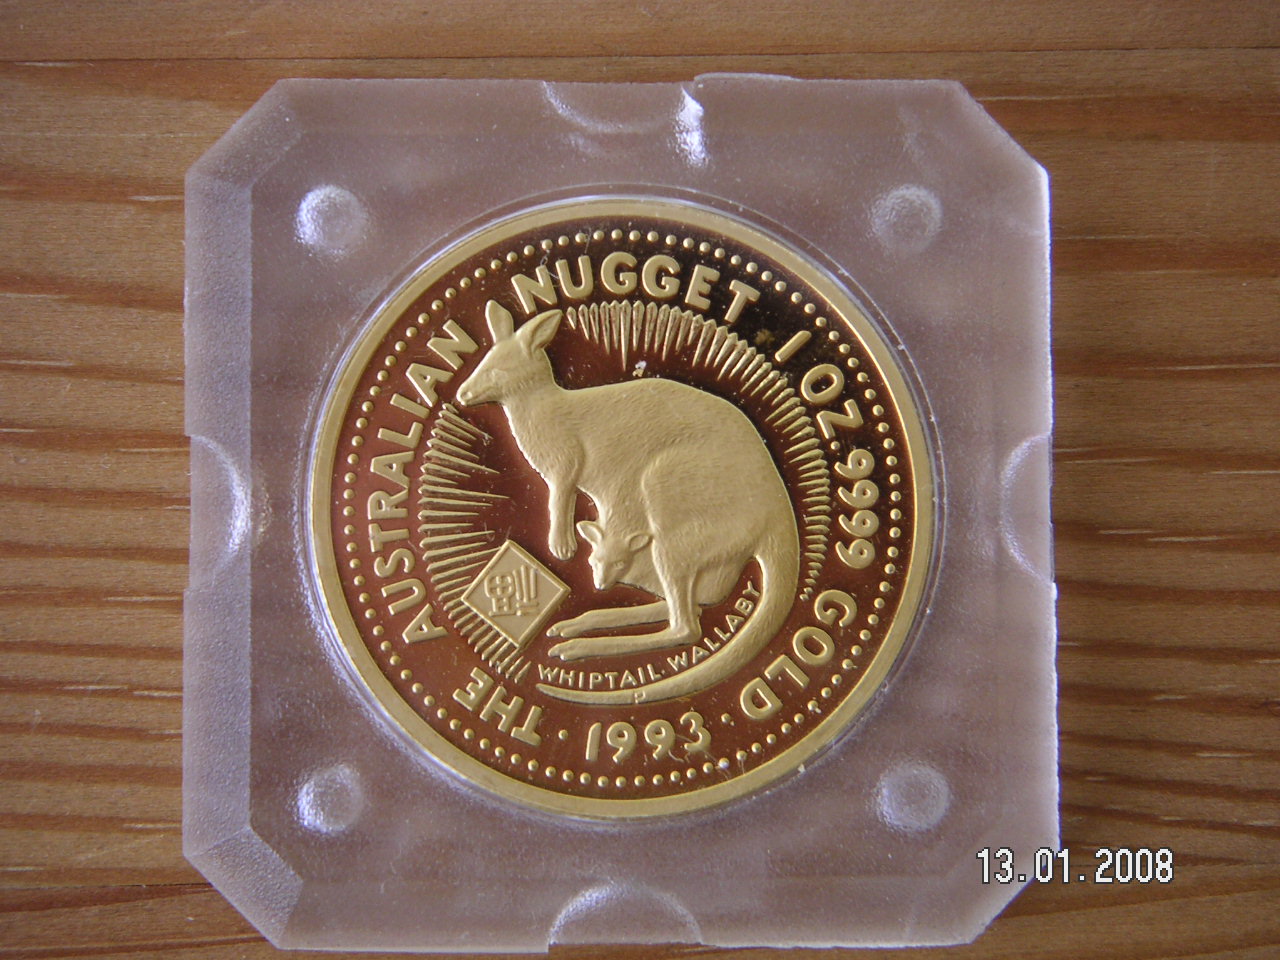 THE AUSTRALIAN NUGGET 1 OZ. 9999 GOLD · 1993 ·
WHIPTAIL WALLABY
P
13.01.2008